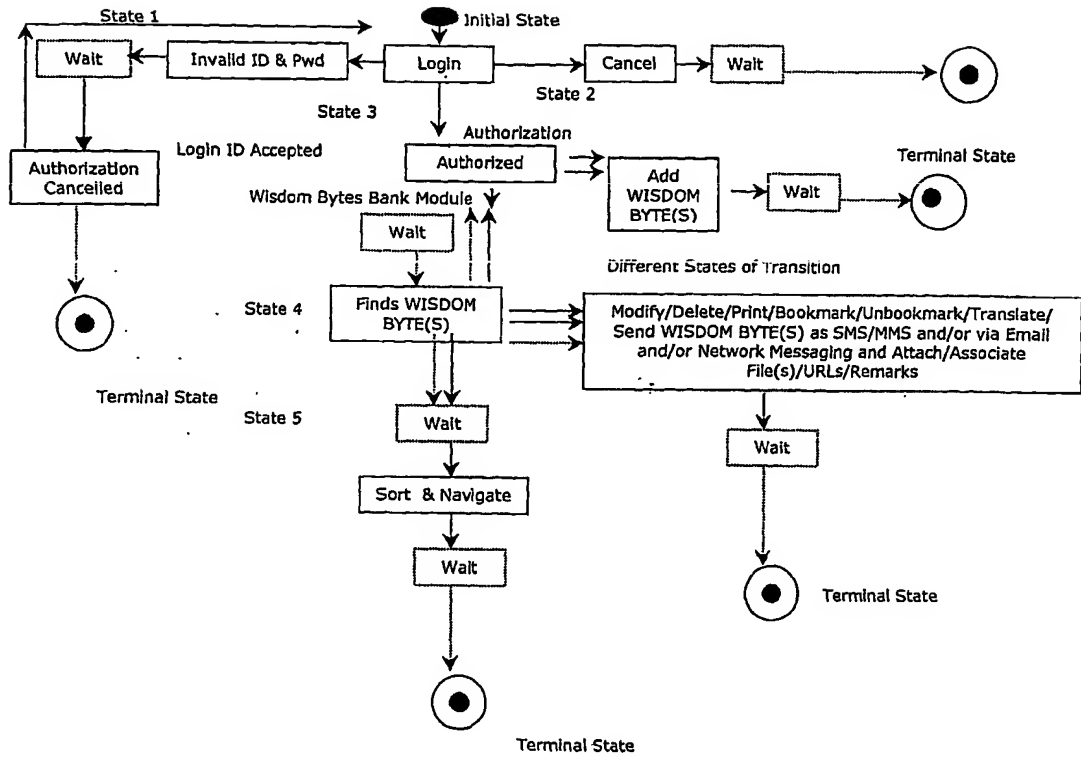 State 1
Initial State
Wait
Invalid ID & Pwd
Login
Cancel
Wait
State 2
State 3
Authorization
Login ID Accepted
Authorized
Terminal State
Authorization
Cancelled
Add
WISDOM
BYTE(S)
Wait
Wisdom Bytes Bank Module
Wait
Different States of Transition
State 4
Finds WISDOM
BYTE(S)
Modify/Delete/Print/Bookmark/Unbookmark/Translate/
Send WISDOM BYTE(S) as SMS/MMS and/or via Email
and/or Network Messaging and Attach/Associate
File(s)/URLs/Remarks
Terminal State
State 5
Wait
Wait
Sort & Navigate
Wait
Terminal State
Terminal State